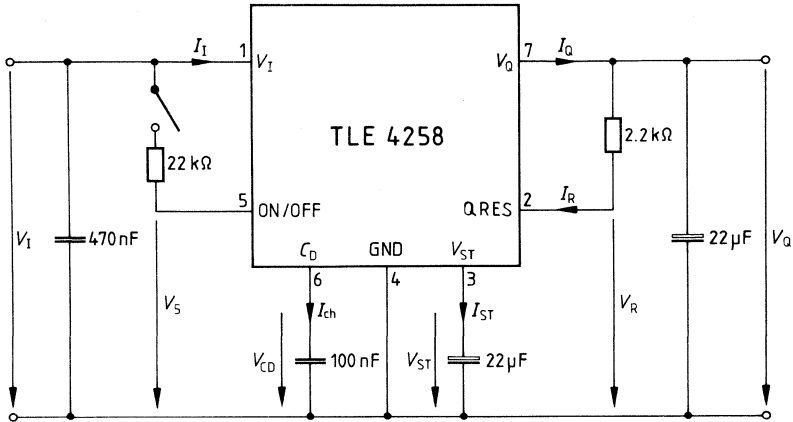 I_I
I_Q
1
V_I
V_Q
7
TLE 4258
2.2 kΩ
22 kΩ
I_R
5
ON/OFF
QRES
2
V_I
470 nF
C_D
GND
V_ST
22 µF
V_Q
6
4
3
V_S
I_ch
I_ST
V_R
V_CD
100 nF
V_ST
22 µF